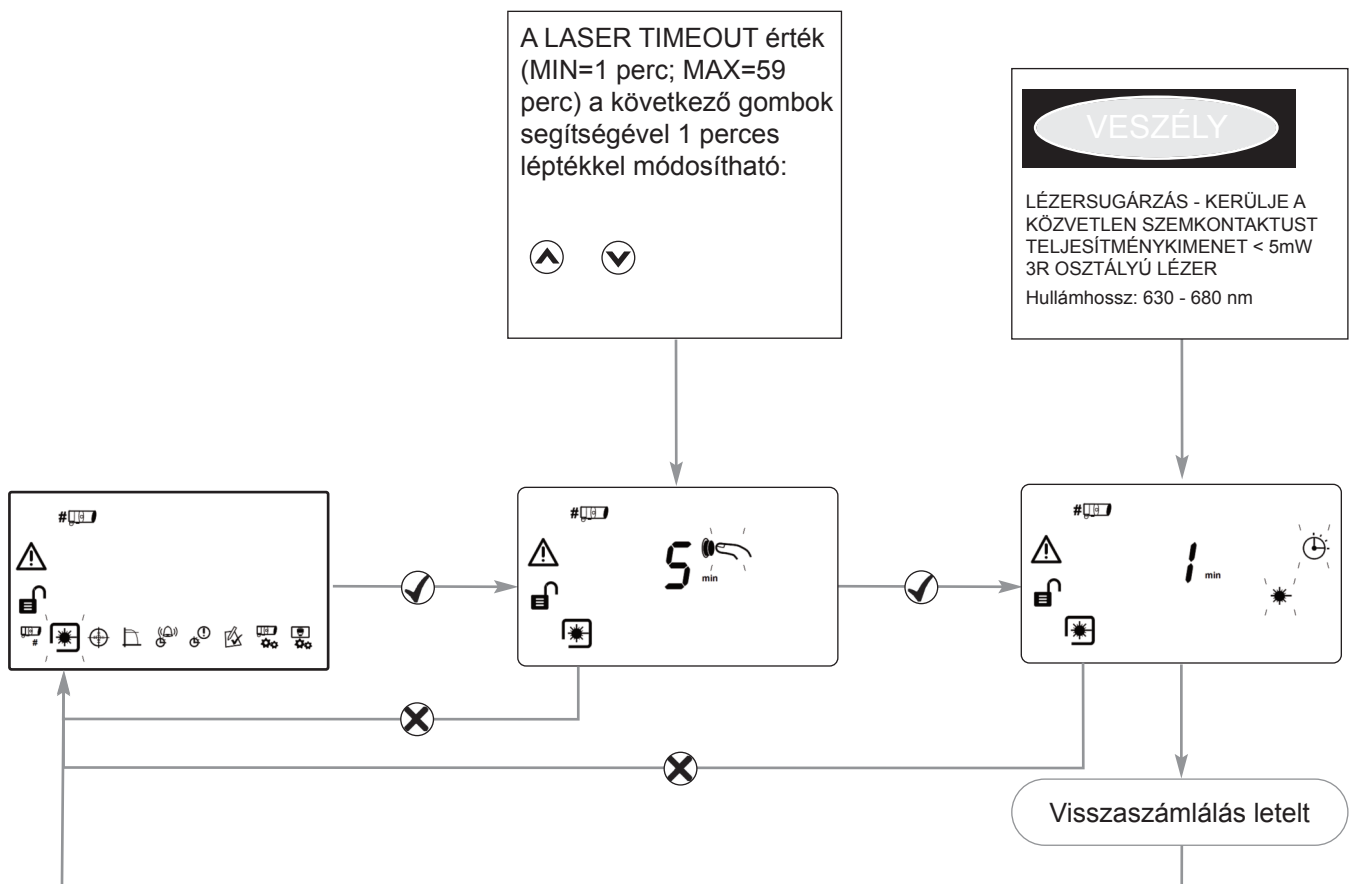 A LASER TIMEOUT érték
(MIN=1 perc; MAX=59
perc) a következő gombok
segítségével 1 perces
léptékkel módosítható:
VESZÉLY
LÉZERSUGÁRZÁS - KERÜLJE A
KÖZVETLEN SZEMKONTAKTUST
TELJESÍTMÉNYKIMENET < 5mW
3R OSZTÁLYÚ LÉZER
Hullámhossz: 630 - 680 nm
#
#
5 min
#
1 min
#
Visszaszámlálás letelt